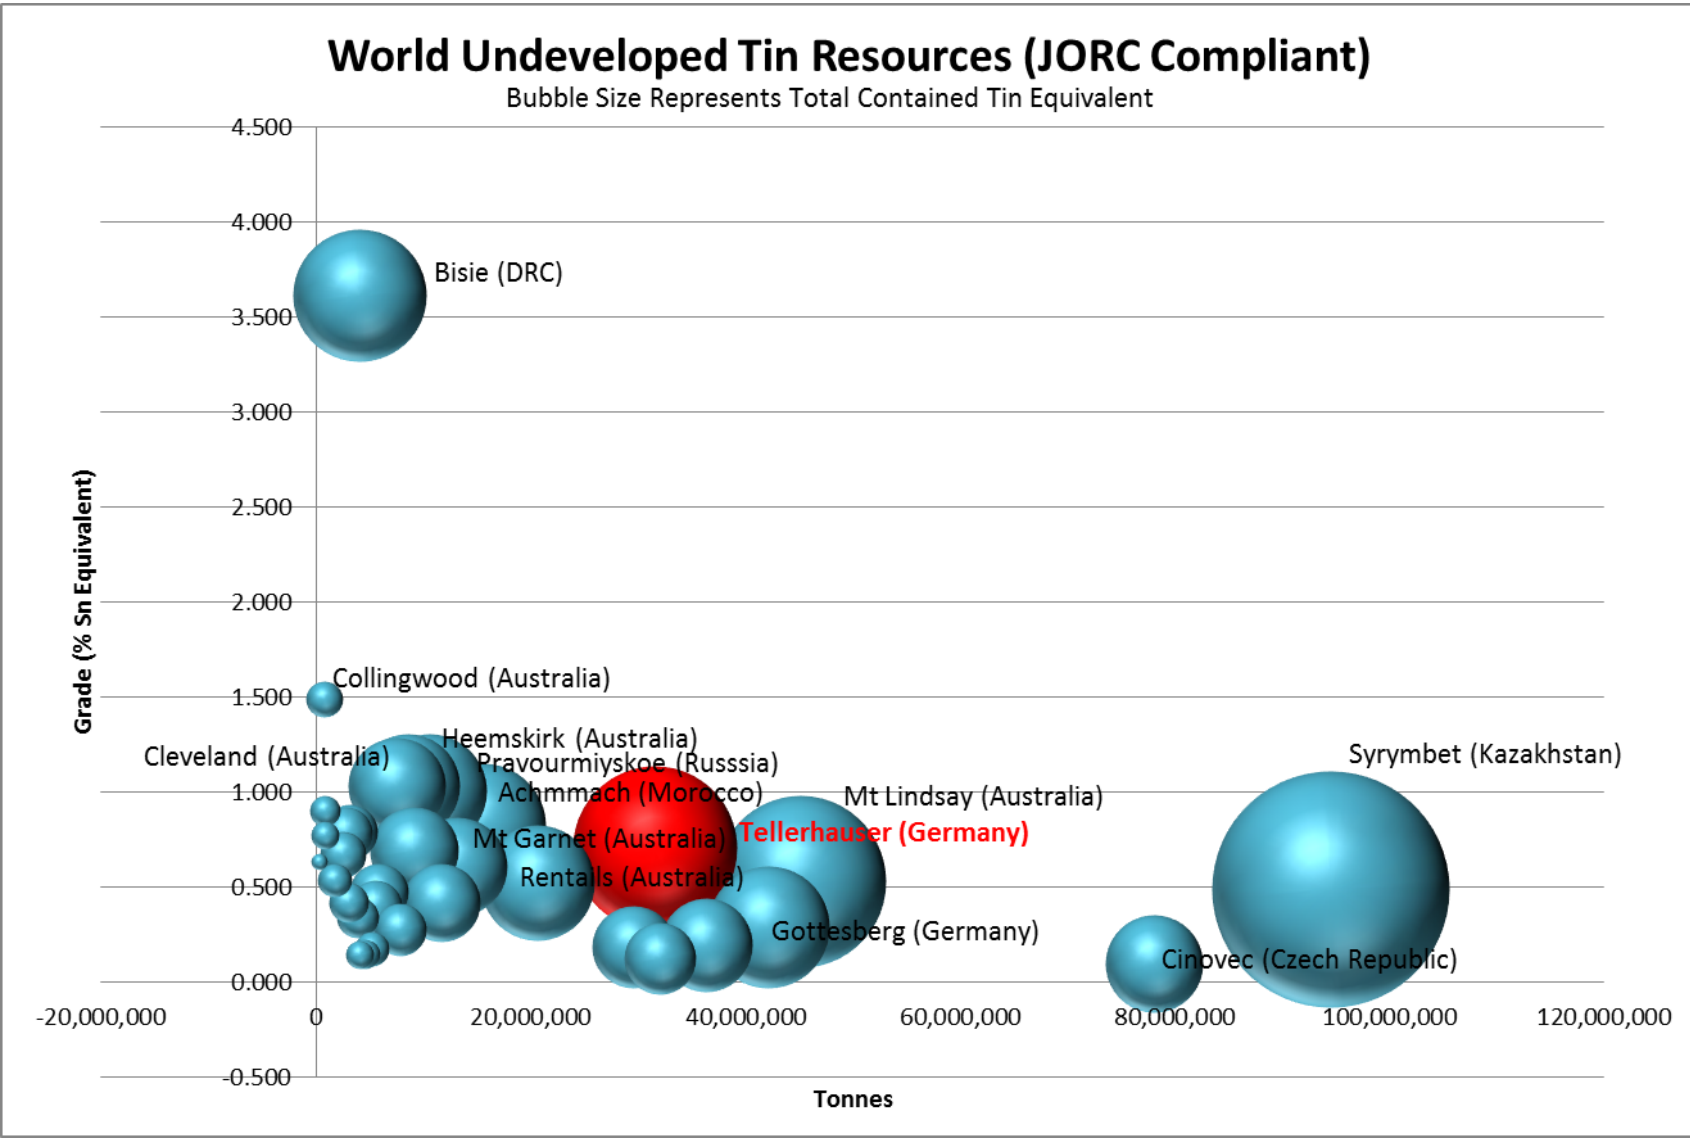 World Undeveloped Tin Resources (JORC Compliant)
Bubble Size Represents Total Contained Tin Equivalent
4.500
4.000
Bisie (DRC)
3.500
3.000
2.500
Grade (% Sn Equivalent)
2.000
Collingwood (Australia)
1.500
Heemskirk (Australia)
Cleveland (Australia)
Pravourmiyskoe (Russsia)
Syrymbet (Kazakhstan)
1.000
Achmmach (Morocco)
Mt Lindsay (Australia)
Tellerhauser (Germany)
Mt Garnet (Australia)
Rentails (Australia)
0.500
Gottesberg (Germany)
Cinovec (Czech Republic)
0.000
-20,000,000 0 20,000,000 40,000,000 60,000,000 80,000,000 100,000,000 120,000,000
-0.500
Tonnes